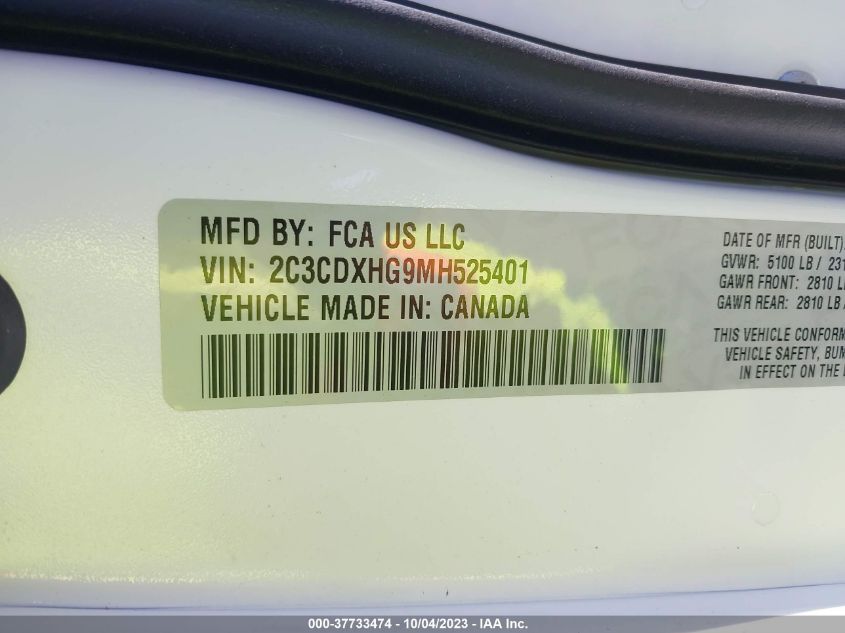 MFD BY: FCA US LLC
VIN: 2C3CDXHG9MH525401
VEHICLE MADE IN: CANADA
DATE OF MFR (BUILT):
GVWR: 5100 LB / 231
GAWR FRONT: 2810 LB
GAWR REAR: 2810 LB /
THIS VEHICLE CONFORM
VEHICLE SAFETY, BUM
IN EFFECT ON THE
000-37733474 - 10/04/2023 - IAA Inc.